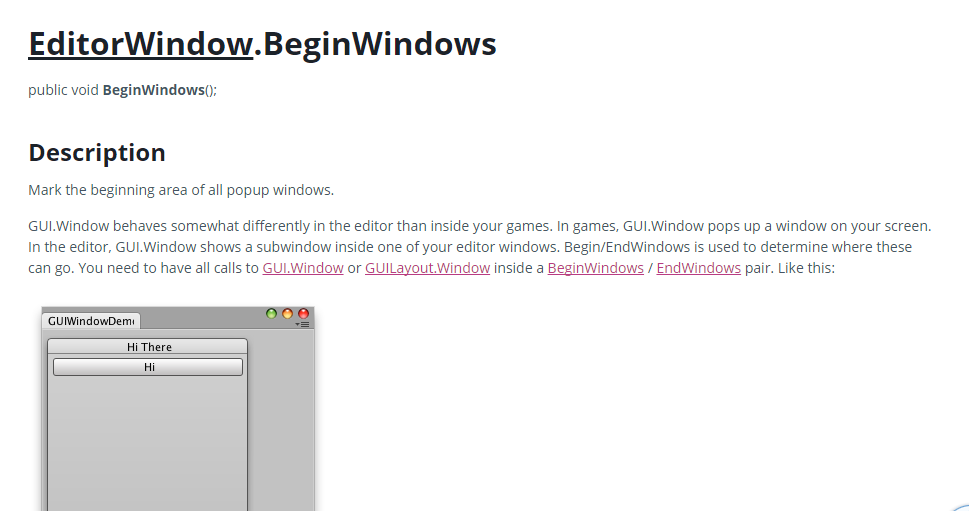 EditorWindow.BeginWindows
public void BeginWindows();
Description
Mark the beginning area of all popup windows.
GUI.Window behaves somewhat differently in the editor than inside your games. In games, GUI.Window pops up a window on your screen.
In the editor, GUI.Window shows a subwindow inside one of your editor windows. Begin/EndWindows is used to determine where these
can go. You need to have all calls to GUI.Window or GUILayout.Window inside a BeginWindows / EndWindows pair. Like this:
GUIWindowDem
Hi There
Hi